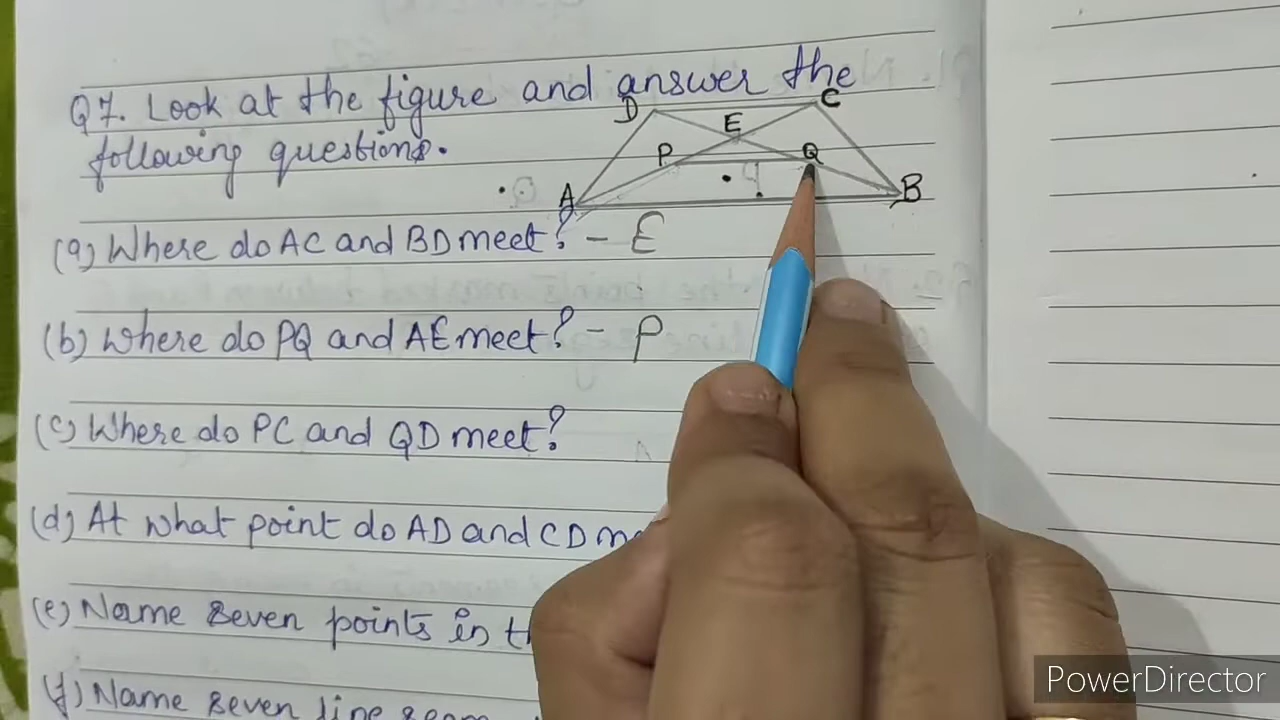 Q7. Look at the figure and answer the
following questions.
D C
E
P Q
A B
(a) Where do AC and BD meet? - E
(b) Where do PQ and AE meet? - P
(c) Where do PC and QD meet?
(d) At what point do AD and CD
(e) Name seven points in
(f) Name seven line
PowerDirector